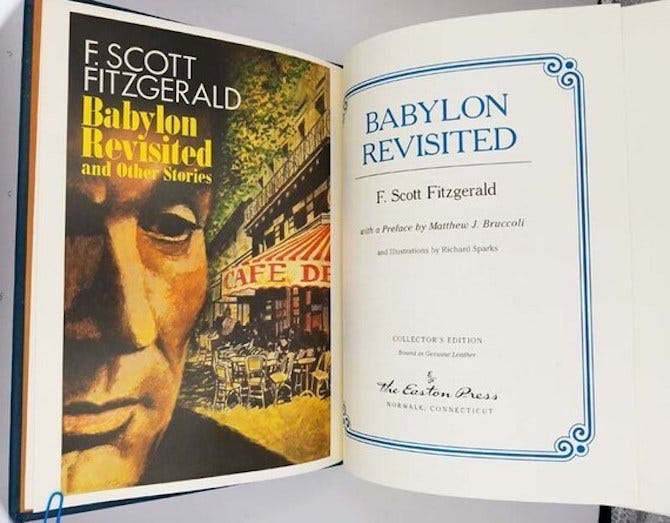 F. SCOTT
FITZGERALD
Babylon
Revisited
and Other Stories
CAFE DE
BABYLON
REVISITED
F. Scott Fitzgerald
with a Preface by Matthew J. Bruccoli
and Illustrations by Richard Sparks
COLLECTOR'S EDITION
Bound in Genuine Leather
The Easton Press
NORWALK, CONNECTICUT